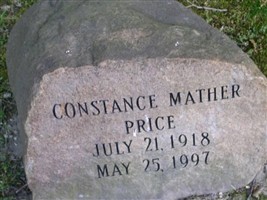 CONSTANCE MATHER
PRICE
JULY 21, 1918
MAY 25, 1997